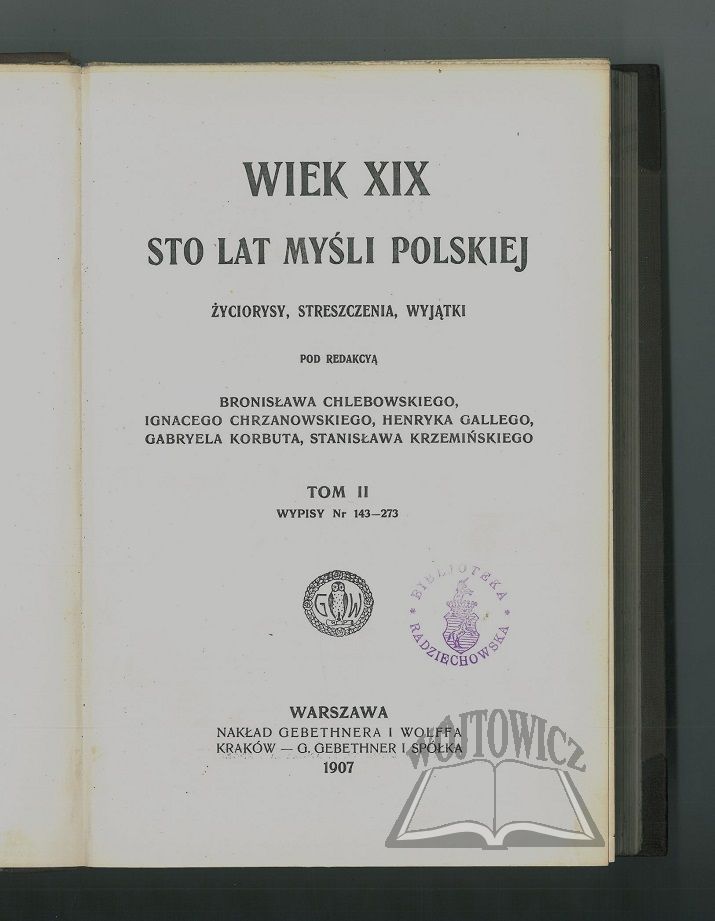 WIEK XIX
STO LAT MYŚLI POLSKIEJ
ŻYCIORYSY, STRESZCZENIA, WYJĄTKI
POD REDAKCYĄ
BRONISŁAWA CHLEBOWSKIEGO,
IGNACEGO CHRZANOWSKIEGO, HENRYKA GALLEGO,
GABRYELA KORBUTA, STANISŁAWA KRZEMIŃSKIEGO
TOM II
WYPISY Nr 143—273
G W
* BIBLIOTEKA *
RADZIĘCHOWSKA
WARSZAWA
NAKŁAD GEBETHNERA I WOLFFA
KRAKÓW — G. GEBETHNER I SPÓŁKA
1907
WÓJTOWICZ